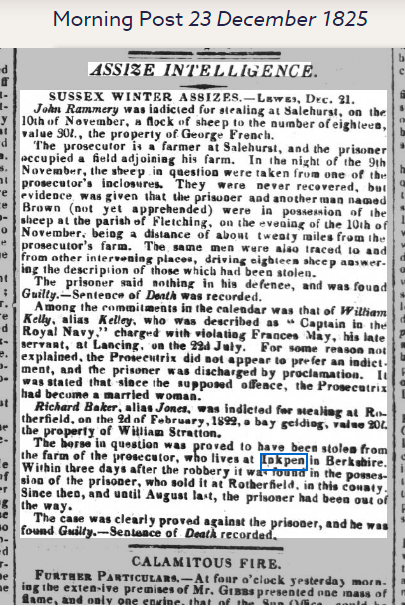 Morning Post 23 December 1825
ASSIZE INTELLIGENCE.
SUSSEX WINTER ASSIZES.—LEWES, DEC. 21.
John Rammery was indicted for stealing at Salehurst, on the
10th of November, a flock of sheep to the number of eighteen,
value 30l., the property of George French.
The prosecutor is a farmer at Salehurst, and the prisoner
occupied a field adjoining his farm. In the night of the 9th
November, the sheep in question were taken from one of the
prosecutor's inclosures. They were never recovered, but
evidence was given that the prisoner and another man named
Brown (not yet apprehended) were in possession of the
sheep at the parish of Fletching, on the evening of the 10th of
November, being a distance of about twenty miles from the
prosecutor's farm. The same men were also traced to and
from other intervening places, driving eighteen sheep answer-
ing the description of those which had been stolen.
The prisoner said nothing in his defence, and was found
Guilty.—Sentence of Death was recorded.
Among the commitments in the calendar was that of William
Kelly, alias Kelley, who was described as "Captain in the
Royal Navy," charged with violating Frances May, his late
servant, at Lancing, on the 22d July. For some reason not
explained, the Prosecutrix did not appear to prefer an indict-
ment, and the prisoner was discharged by proclamation. It
was stated that since the supposed offence, the Prosecutrix
had become a married woman.
Richard Baker, alias Jones, was indicted for stealing at Ro-
therfield, on the 2d of February, 1822, a bay gelding, value 20l.
the property of William Stratton.
The horse in question was proved to have been stolen from
the farm of the prosecutor, who lives at Inkpen in Berkshire.
Within three days after the robbery it was found in the posses-
sion of the prisoner, who sold it at Rotherfield, in this county.
Since then, and until August last, the prisoner had been out of
the way.
The case was clearly proved against the prisoner, and he was
found Guilty.—Sentence of Death recorded.
CALAMITOUS FIRE.
FURTHER PARTICULARS.—At four o'clock yesterday morn-
ing the extensive premises of Mr. GIBBS presented one mass of
flame, and only one engine, that of the Sun Office, could be